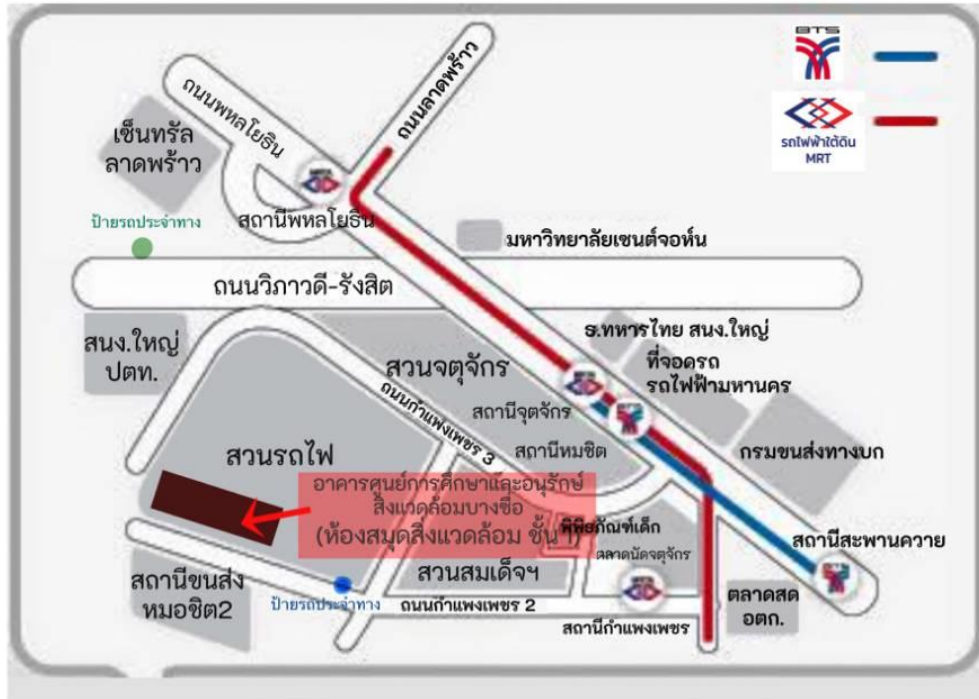 BTS
รถไฟฟ้าใต้ดิน
MRT
ถนนพหลโยธิน
ถนนลาดพร้าว
เซ็นทรัล
ลาดพร้าว
สถานีพหลโยธิน
ป้ายรถประจำทาง
มหาวิทยาลัยเซนต์จอห์น
ถนนวิภาวดี-รังสิต
สนง.ใหญ่
ปตท.
ธ.ทหารไทย สนง.ใหญ่
ที่จอดรถ
รถไฟฟ้ามหานคร
สวนจตุจักร
ถนนกำแพงเพชร 3
สถานีจุตจักร
สถานีหมชิต
กรมขนส่งทางบก
สวนรถไฟ
อาคารศูนย์การศึกษาและอนุรักษ์
สิ่งแวดล้อมบางซื่อ
(ห้องสมุดสิ่งแวดล้อม ชั้น 1)
พิพิธภัณฑ์เด็ก
ตลาดนัดจตุจักร
สถานีสะพานควาย
BTS
สถานีขนส่ง
หมอชิต2
ป้ายรถประจำทาง
สวนสมเด็จฯ
ถนนกำแพงเพชร 2
สถานีกำแพงเพชร
ตลาดสด
อตก.